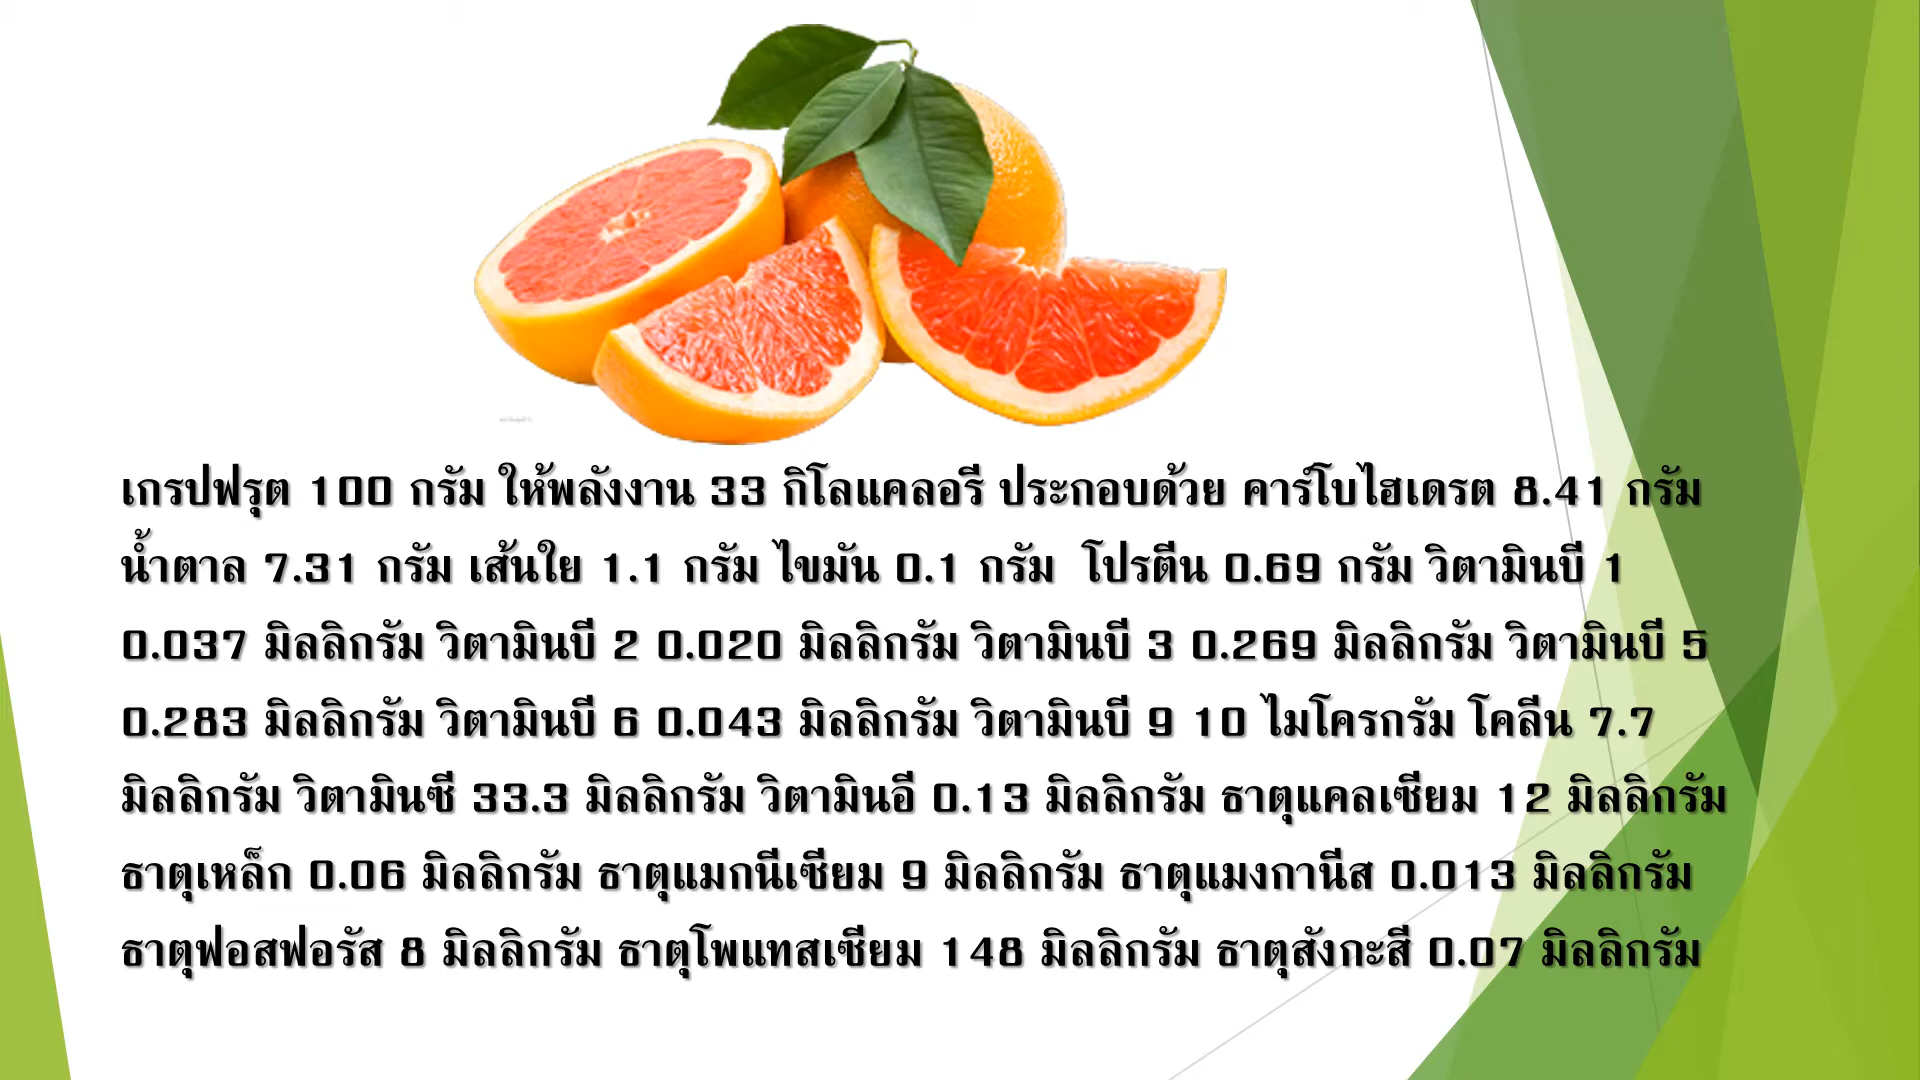 เกรปฟรุต 100 กรัม ให้พลังงาน 33 กิโลแคลอรี ประกอบด้วย คาร์โบไฮเดรต 8.41 กรัม
น้ำตาล 7.31 กรัม เส้นใย 1.1 กรัม ไขมัน 0.1 กรัม โปรตีน 0.69 กรัม วิตามินบี 1
0.037 มิลลิกรัม วิตามินบี 2 0.020 มิลลิกรัม วิตามินบี 3 0.269 มิลลิกรัม วิตามินบี 5
0.283 มิลลิกรัม วิตามินบี 6 0.043 มิลลิกรัม วิตามินบี 9 10 ไมโครกรัม โคลีน 7.7
มิลลิกรัม วิตามินซี 33.3 มิลลิกรัม วิตามินอี 0.13 มิลลิกรัม ธาตุแคลเซียม 12 มิลลิกรัม
ธาตุเหล็ก 0.06 มิลลิกรัม ธาตุแมกนีเซียม 9 มิลลิกรัม ธาตุแมงกานีส 0.013 มิลลิกรัม
ธาตุฟอสฟอรัส 8 มิลลิกรัม ธาตุโพแทสเซียม 148 มิลลิกรัม ธาตุสังกะสี 0.07 มิลลิกรัม